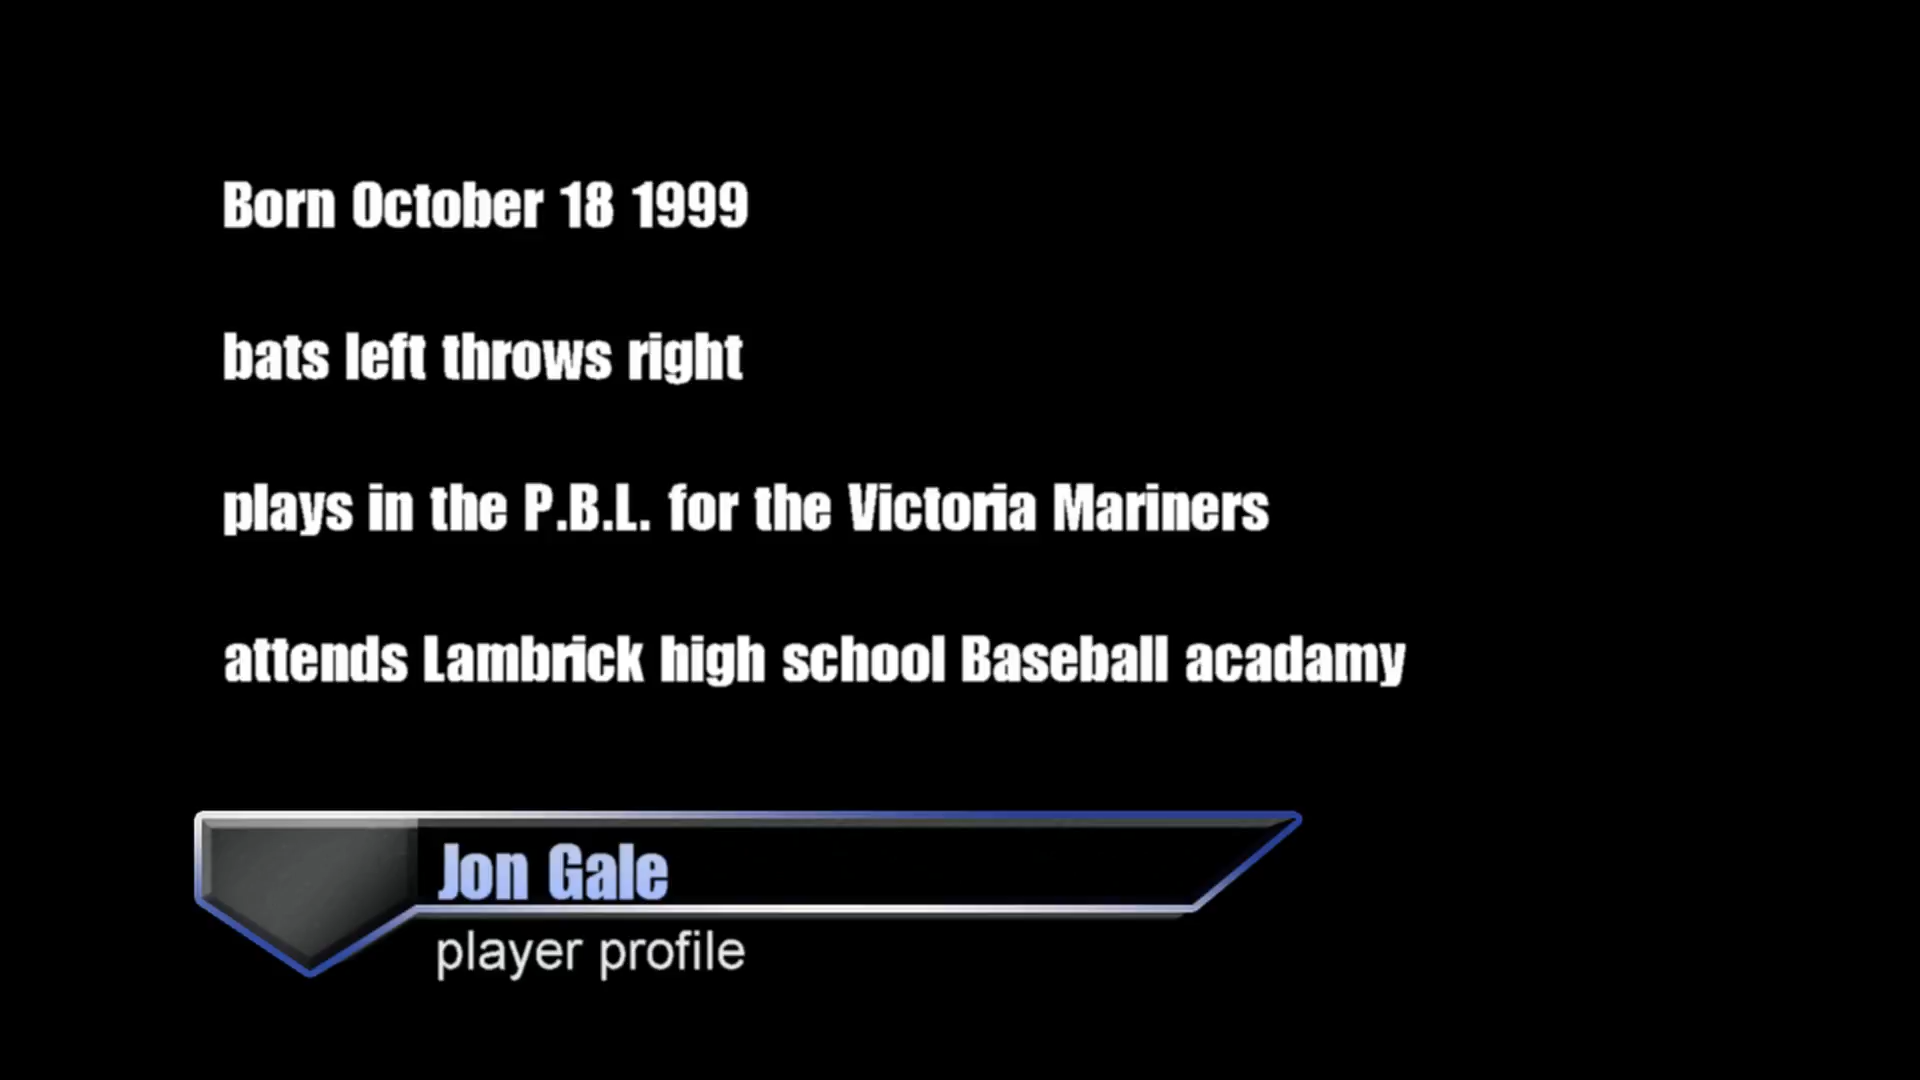 Born October 18 1999
bats left throws right
plays in the P.B.L. for the Victoria Mariners
attends Lambrick high school Baseball acadamy
Jon Gale
player profile